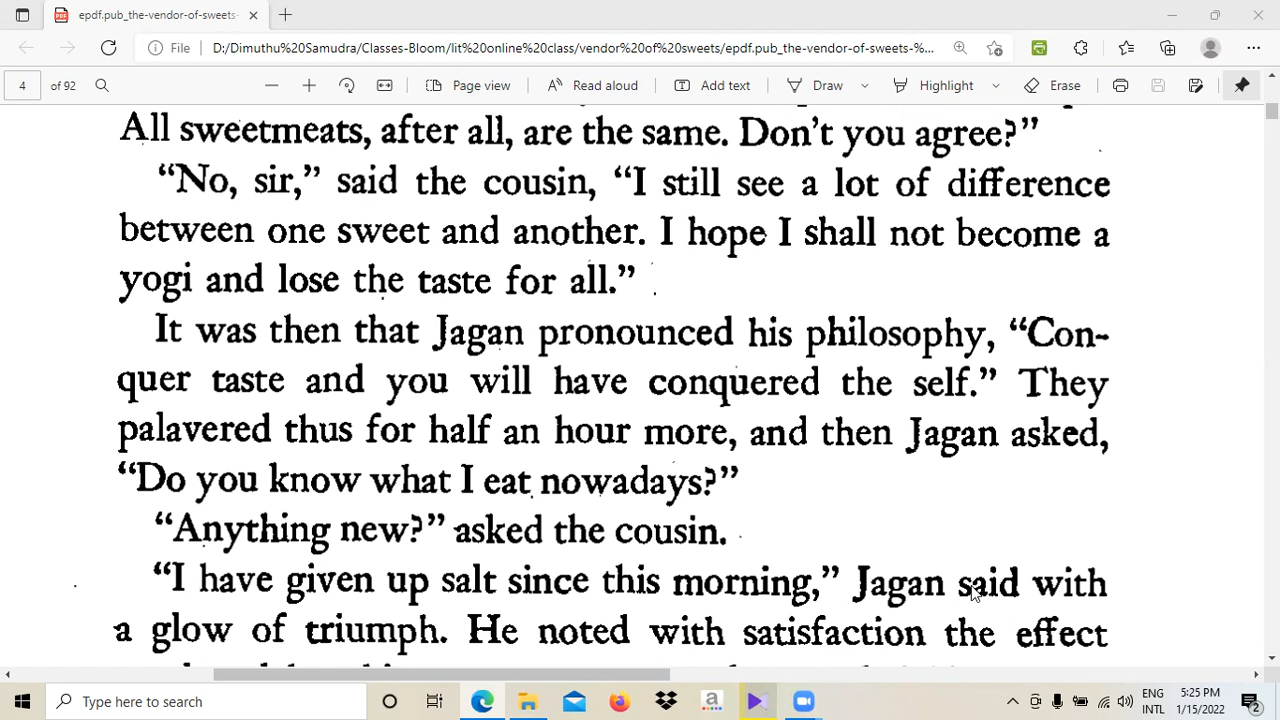 epdf.pub_the-vendor-of-sweets-
File D:/Dimuthu%20Samudra/Classes-Bloom/lit%20online%20class/vendor%20of%20sweets/epdf.pub_the-vendor-of-sweets-%...
4 of 92 Page view Read aloud Add text Draw Highlight Erase
All sweetmeats, after all, are the same. Don't you agree?"
"No, sir," said the cousin, "I still see a lot of difference
between one sweet and another. I hope I shall not become a
yogi and lose the taste for all."
It was then that Jagan pronounced his philosophy, "Con-
quer taste and you will have conquered the self." They
palavered thus for half an hour more, and then Jagan asked,
"Do you know what I eat nowadays?"
"Anything new?" asked the cousin.
"I have given up salt since this morning," Jagan said with
a glow of triumph. He noted with satisfaction the effect
Type here to search
a
ENG
INTL
5:25 PM
1/15/2022
2